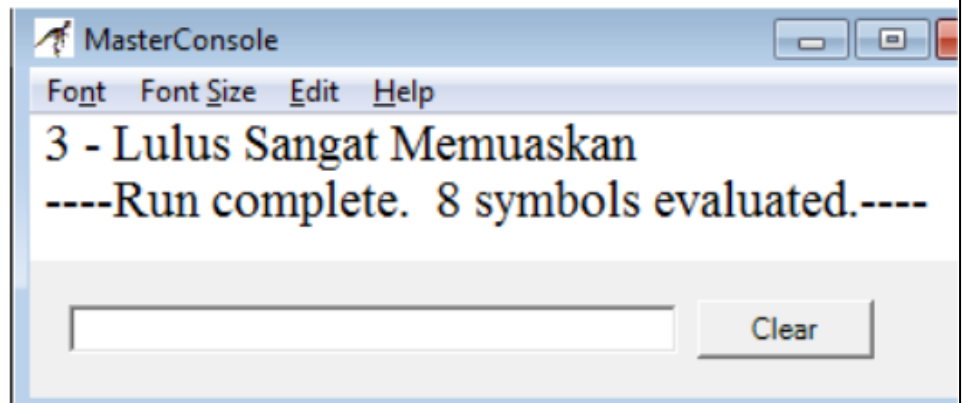 MasterConsole
Font Font Size Edit Help
3 - Lulus Sangat Memuaskan
----Run complete.  8 symbols evaluated.----
Clear